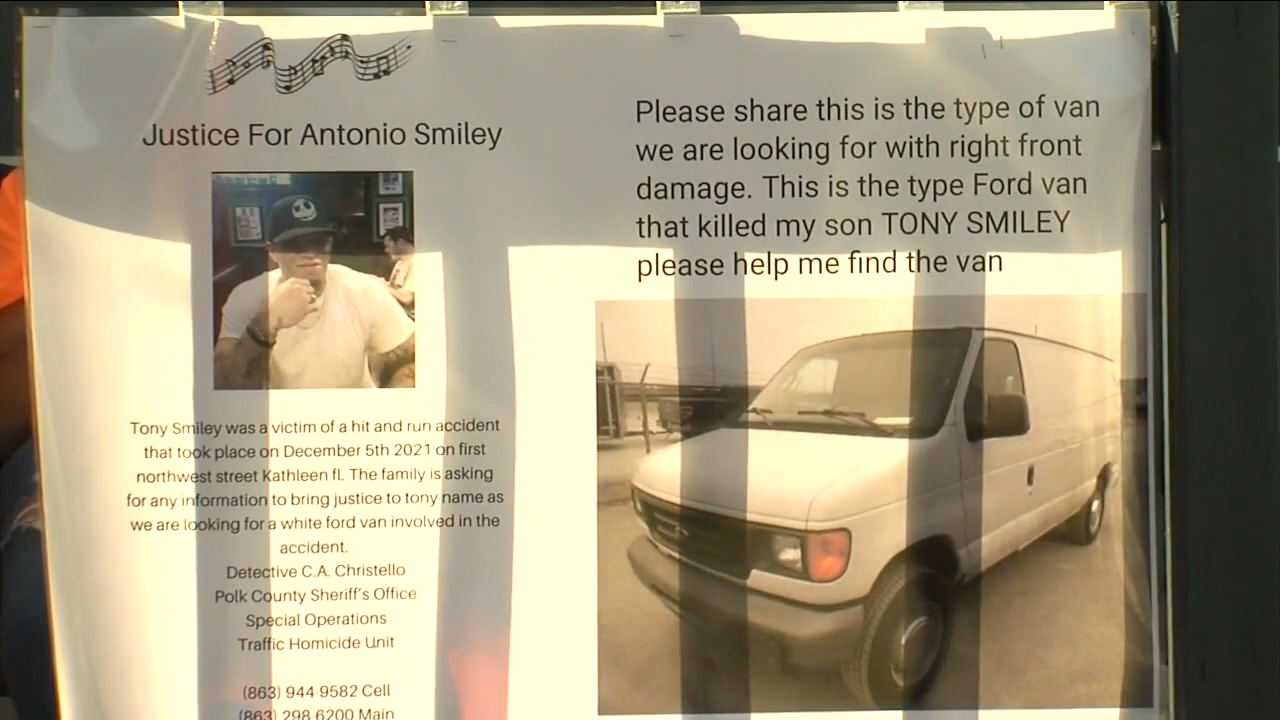 Justice For Antonio Smiley
Tony Smiley was a victim of a hit and run accident
that took place on December 5th 2021 on first
northwest street Kathleen fl. The family is asking
for any information to bring justice to tony name as
we are looking for a white ford van involved in the
accident.
Detective C.A. Christello
Polk County Sheriff's Office
Special Operations
Traffic Homicide Unit
(863) 944-9582 Cell
(863) 298-6200 Main
Please share this is the type of van
we are looking for with right front
damage. This is the type Ford van
that killed my son TONY SMILEY
please help me find the van